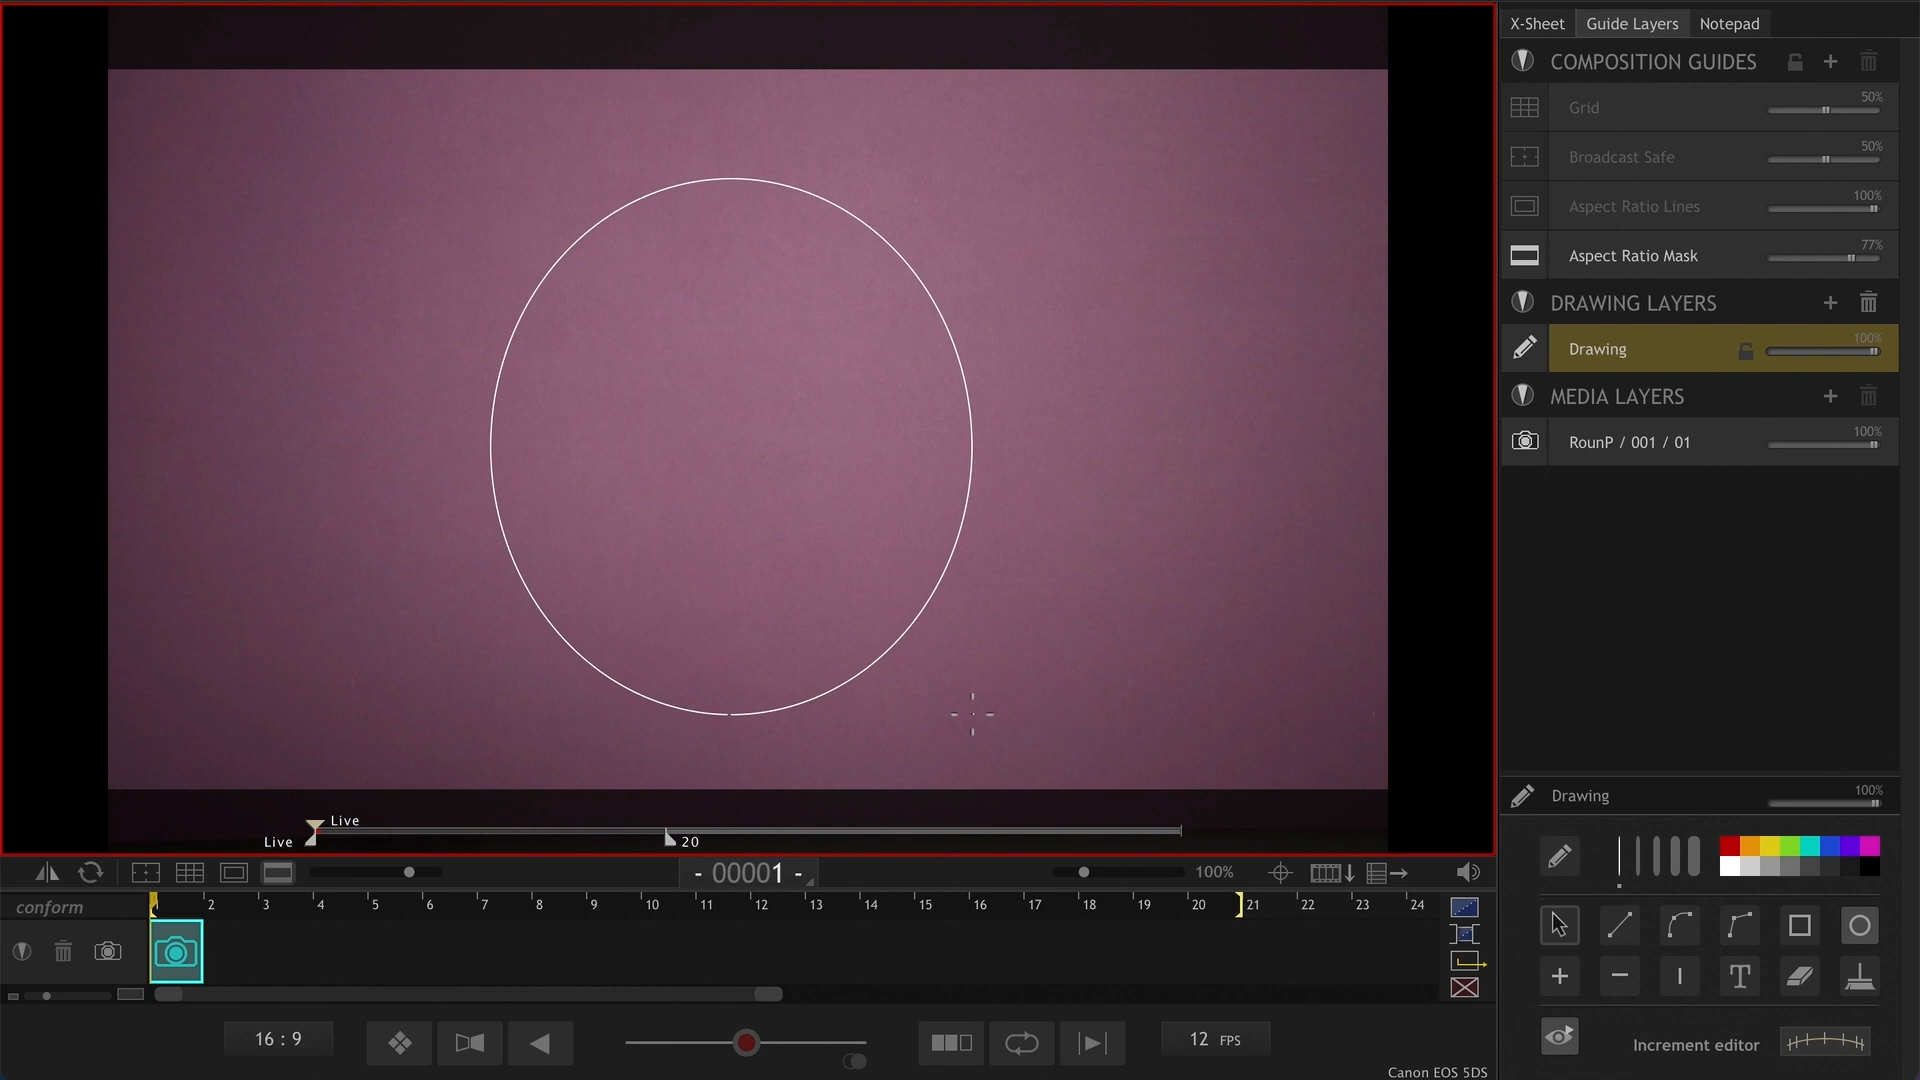 X-Sheet Guide Layers Notepad
COMPOSITION GUIDES
Grid 50%
Broadcast Safe 50%
Aspect Ratio Lines 100%
Aspect Ratio Mask 77%
DRAWING LAYERS
Drawing 100%
MEDIA LAYERS
RounP / 001 / 01 100%
Drawing 100%
Live
Live 20
- 00001 - 100%
conform 2 3 4 5 6 7 8 9 10 11 12 13 14 15 16 17 18 19 20 21 22 23 24
T
16 : 9 12 FPS
Increment editor
Canon EOS 5DS